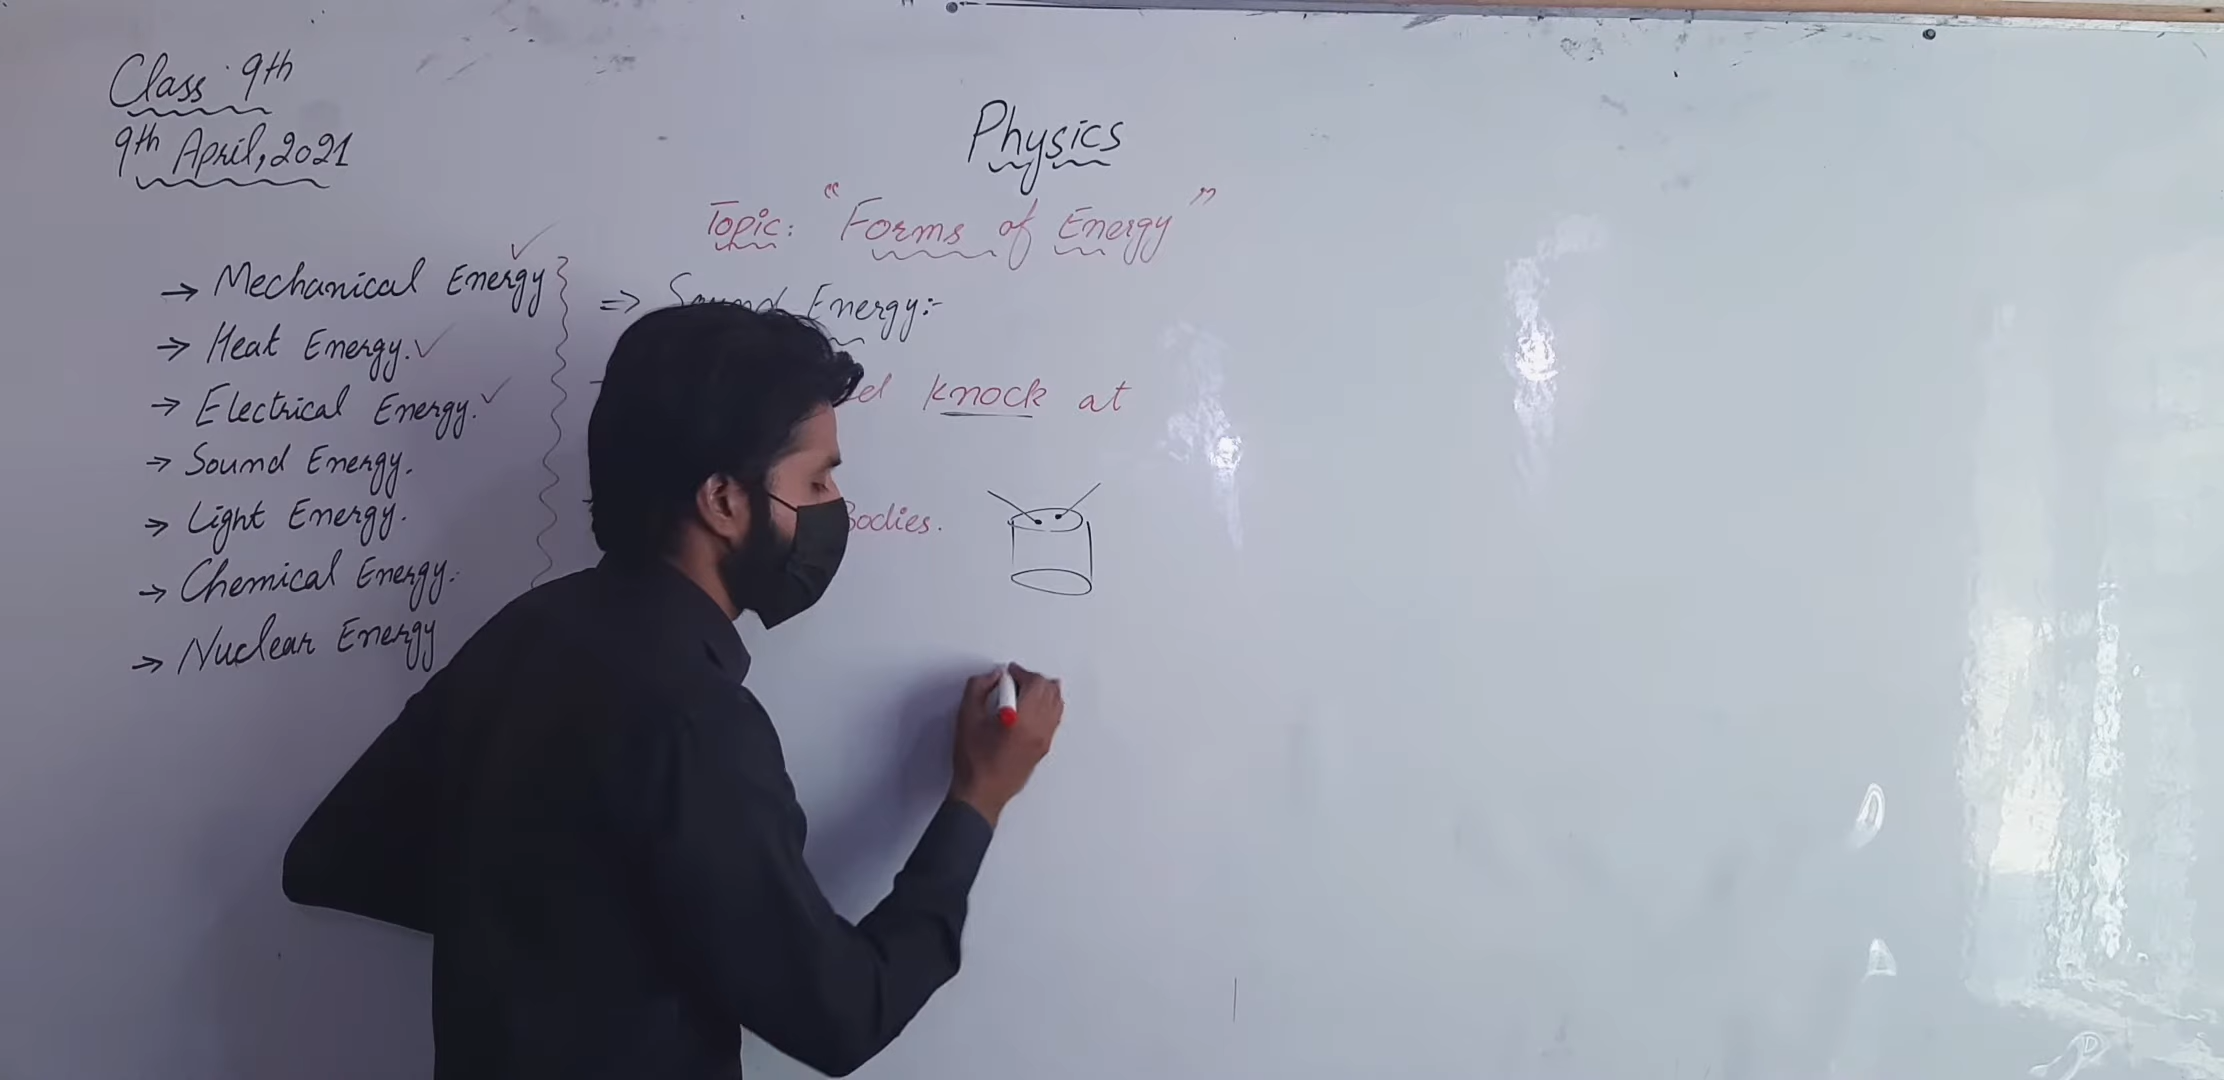 Class 9th
9th April, 2021
Physics
Topic: "Forms of Energy"
→ Mechanical Energy
→ Heat Energy.
→ Electrical Energy.
→ Sound Energy.
→ Light Energy.
→ Chemical Energy.
→ Nuclear Energy
=> Sound Energy:-
knock at
Bodies.